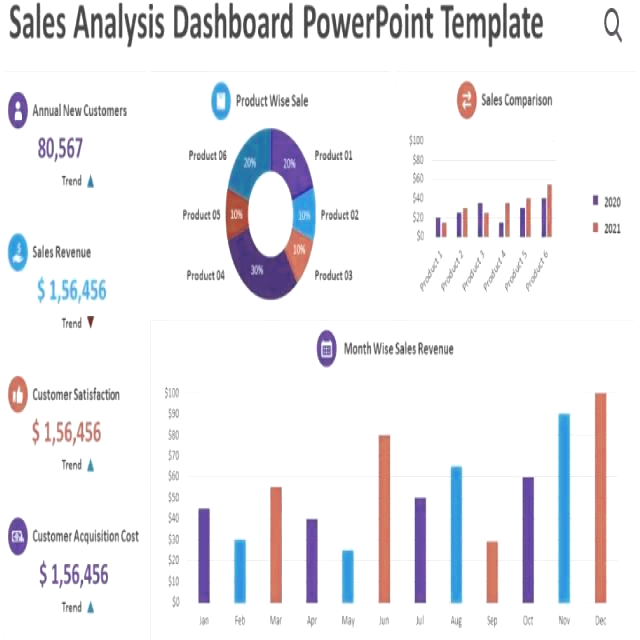 Sales Analysis Dashboard PowerPoint Template
Annual New Customers
80,567
Trend
Sales Revenue
$ 1,56,456
Trend
Customer Satisfaction
$ 1,56,456
Trend
Customer Acquisition Cost
$ 1,56,456
Trend
Product Wise Sale
Product 06
20%
20%
Product 01
Product 05
10%
10%
Product 02
10%
Product 04
30%
Product 03
Sales Comparison
$100
$80
$60
$40
$20
$0
Product 1
Product 2
Product 3
Product 4
Product 5
Product 6
2020
2021
Month Wise Sales Revenue
$100
$90
$80
$70
$60
$50
$40
$30
$20
$10
$0
Jan
Feb
Mar
Apr
May
Jun
Jul
Aug
Sep
Oct
Nov
Dec